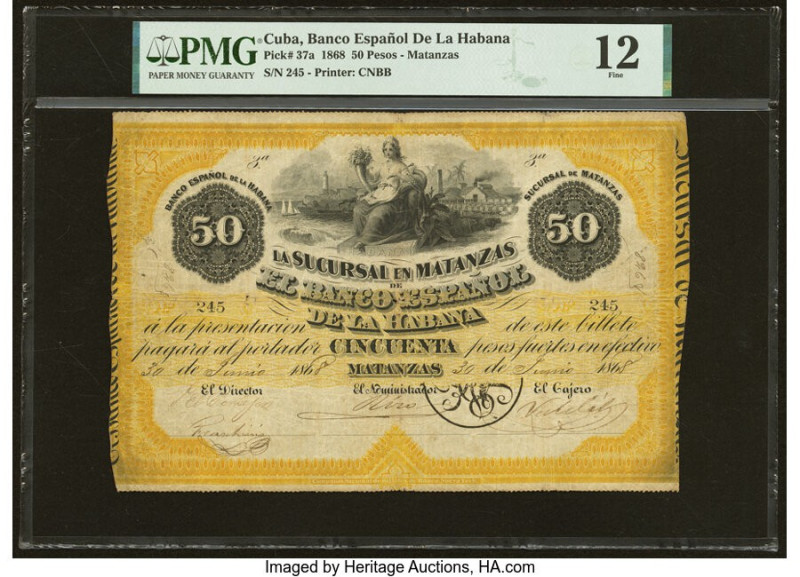 PMG
PAPER MONEY GUARANTY
Cuba, Banco Español De La Habana
Pick# 37a 1868 50 Pesos - Matanzas
S/N 245 - Printer: CNBB
12
Fine
3a
3a
BANCO ESPAÑOL DE LA HABANA
SUCURSAL DE MATANZAS
50
50
LA SUCURSAL EN MATANZAS
DE
EL BANCO ESPAÑOL
DE LA HABANA
245
245
á la presentacion de este billete
pagará al portador CINCUENTA pesos fuertes en efectivo
30 de Junio 1868 MATANZAS 30 de Junio 1868
El Director
El Administrador
El Cajero
Sucursal de
Imaged by Heritage Auctions, HA.com